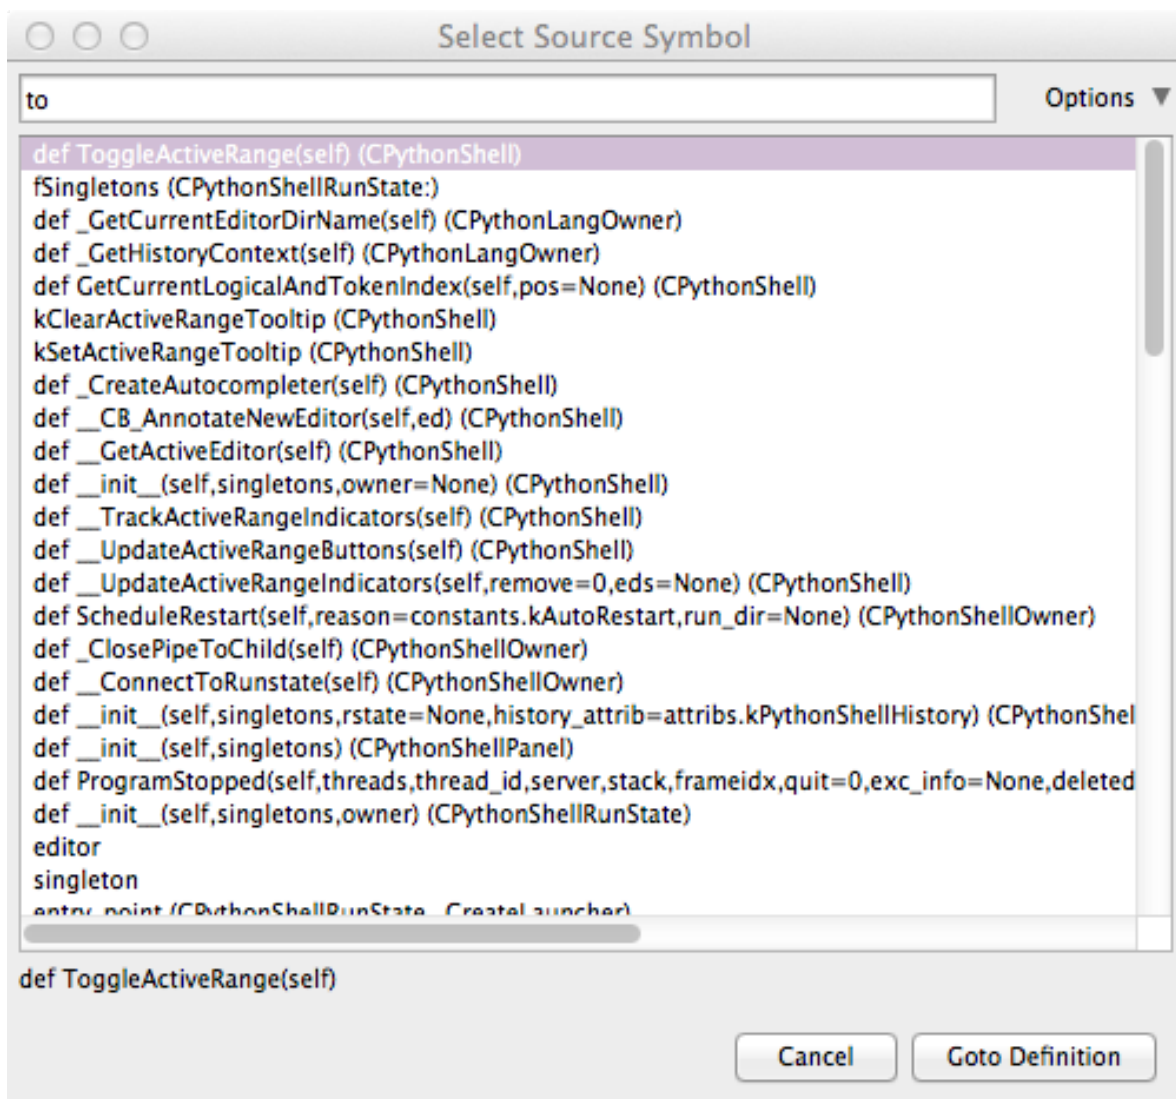 Select Source Symbol
to
Options ▼
def ToggleActiveRange(self) (CPythonShell)
fSingletons (CPythonShellRunState:)
def _GetCurrentEditorDirName(self) (CPythonLangOwner)
def _GetHistoryContext(self) (CPythonLangOwner)
def GetCurrentLogicalAndTokenIndex(self,pos=None) (CPythonShell)
kClearActiveRangeTooltip (CPythonShell)
kSetActiveRangeTooltip (CPythonShell)
def _CreateAutocompleter(self) (CPythonShell)
def __CB_AnnotateNewEditor(self,ed) (CPythonShell)
def __GetActiveEditor(self) (CPythonShell)
def __init__(self,singletons,owner=None) (CPythonShell)
def __TrackActiveRangeIndicators(self) (CPythonShell)
def __UpdateActiveRangeButtons(self) (CPythonShell)
def __UpdateActiveRangeIndicators(self,remove=0,eds=None) (CPythonShell)
def ScheduleRestart(self,reason=constants.kAutoRestart,run_dir=None) (CPythonShellOwner)
def _ClosePipeToChild(self) (CPythonShellOwner)
def __ConnectToRunstate(self) (CPythonShellOwner)
def __init__(self,singletons,rstate=None,history_attrib=attribs.kPythonShellHistory) (CPythonShel
def __init__(self,singletons) (CPythonShellPanel)
def ProgramStopped(self,threads,thread_id,server,stack,frameidx,quit=0,exc_info=None,deleted
def __init__(self,singletons,owner) (CPythonShellRunState)
editor
singleton
entry_point (CPythonShellRunState._CreateLauncher)
def ToggleActiveRange(self)
Cancel
Goto Definition